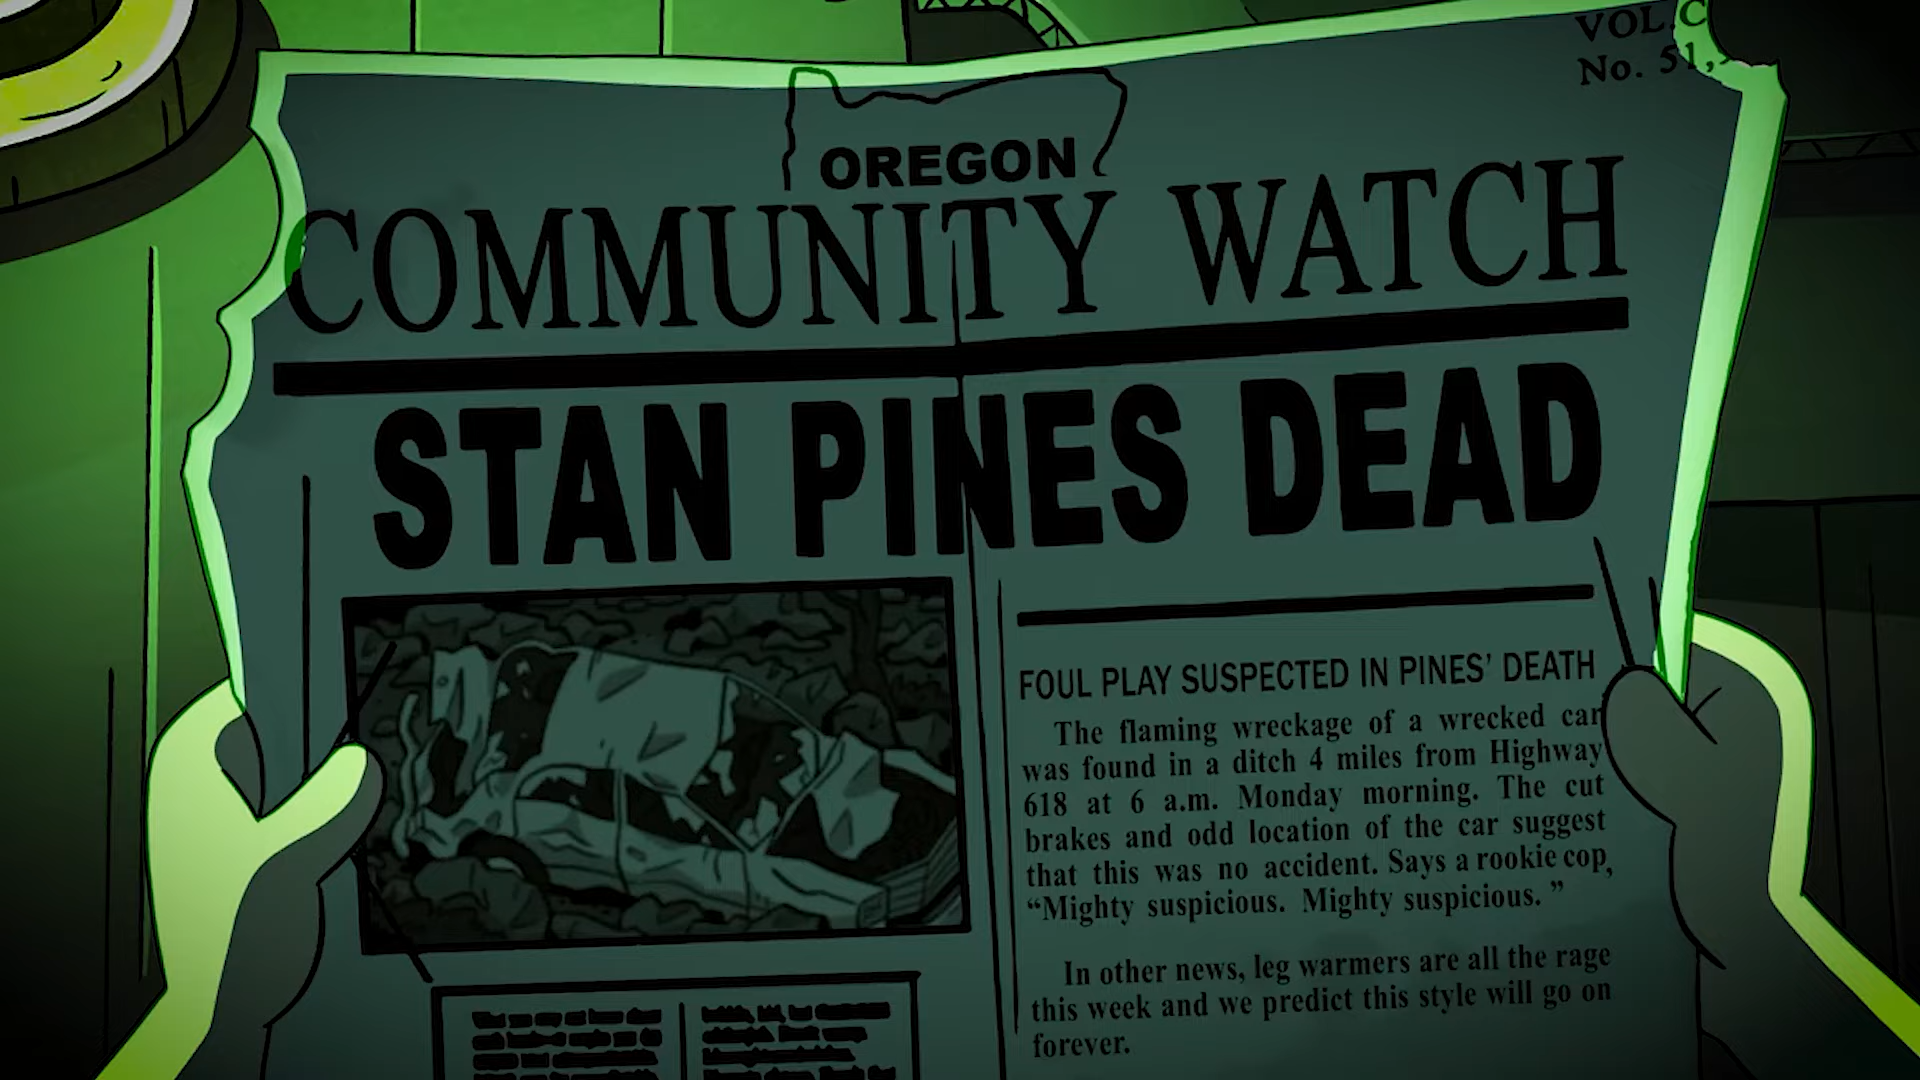 VOL.C
No. 51,
OREGON
COMMUNITY WATCH
STAN PINES DEAD
FOUL PLAY SUSPECTED IN PINES' DEATH
The flaming wreckage of a wrecked car
was found in a ditch 4 miles from Highway
618 at 6 a.m. Monday morning. The cut
brakes and odd location of the car suggest
that this was no accident. Says a rookie cop,
“Mighty suspicious. Mighty suspicious. ”
In other news, leg warmers are all the rage
this week and we predict this style will go on
forever.